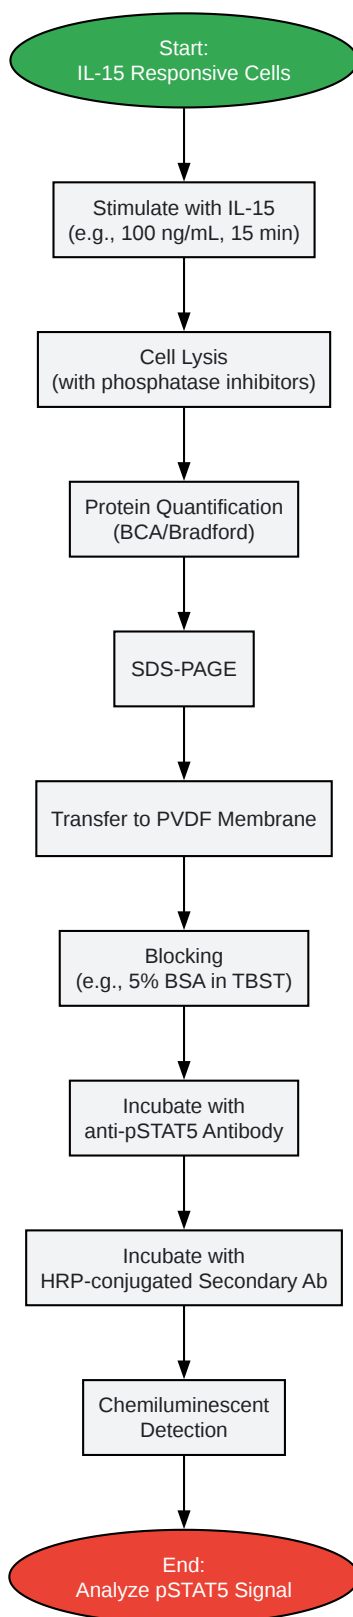 Start:
IL-15 Responsive Cells
Stimulate with IL-15
(e.g., 100 ng/mL, 15 min)
Cell Lysis
(with phosphatase inhibitors)
Protein Quantification
(BCA/Bradford)
SDS-PAGE
Transfer to PVDF Membrane
Blocking
(e.g., 5% BSA in TBST)
Incubate with
anti-pSTAT5 Antibody
Incubate with
HRP-conjugated Secondary Ab
Chemiluminescent
Detection
End:
Analyze pSTAT5 Signal